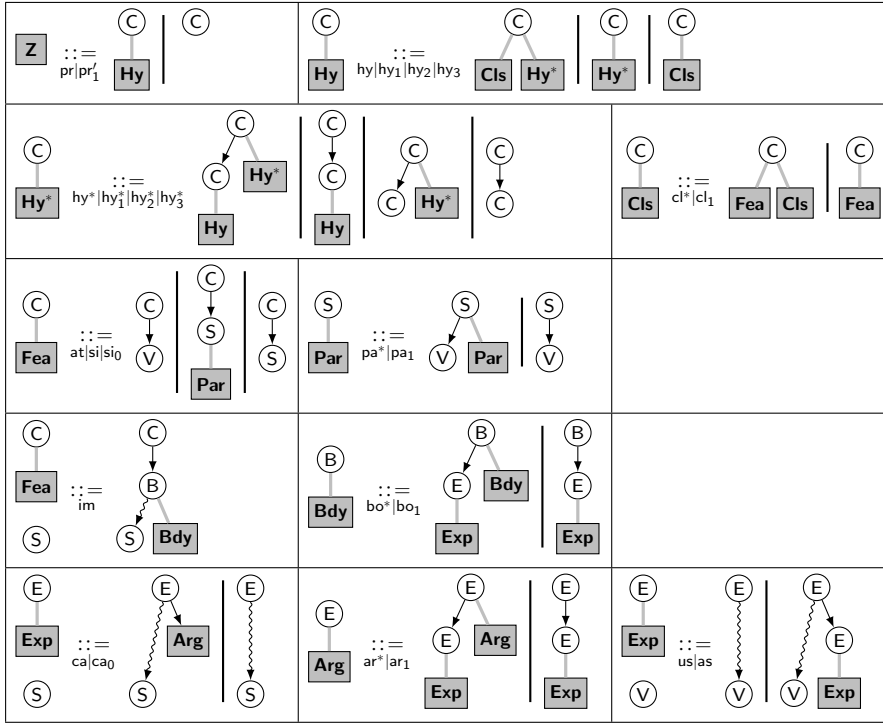 C C C C C C C
Z ::= Hy Hy ::= Cls Hy* Hy* Cls
pr|pr′₁ hy|hy₁|hy₂|hy₃
C C C C C C C C
Hy* ::= C Hy* C C Hy* C Cls ::= Fea Cls Fea
hy*|hy*₁|hy*₂|hy*₃ Hy Hy cl*|cl₁
C C C C S S S
Fea ::= V S S Par ::= V Par V
at|si|si₀ Par pa*|pa₁
C C B B B
Fea ::= B Bdy ::= E Bdy E
im bo*|bo₁
S S Bdy Exp Exp
E E E E E E E E E
Exp ::= Arg Arg ::= E Arg E Exp ::= E
ca|ca₀ ar*|ar₁ us|as
S S S Exp Exp V V V Exp